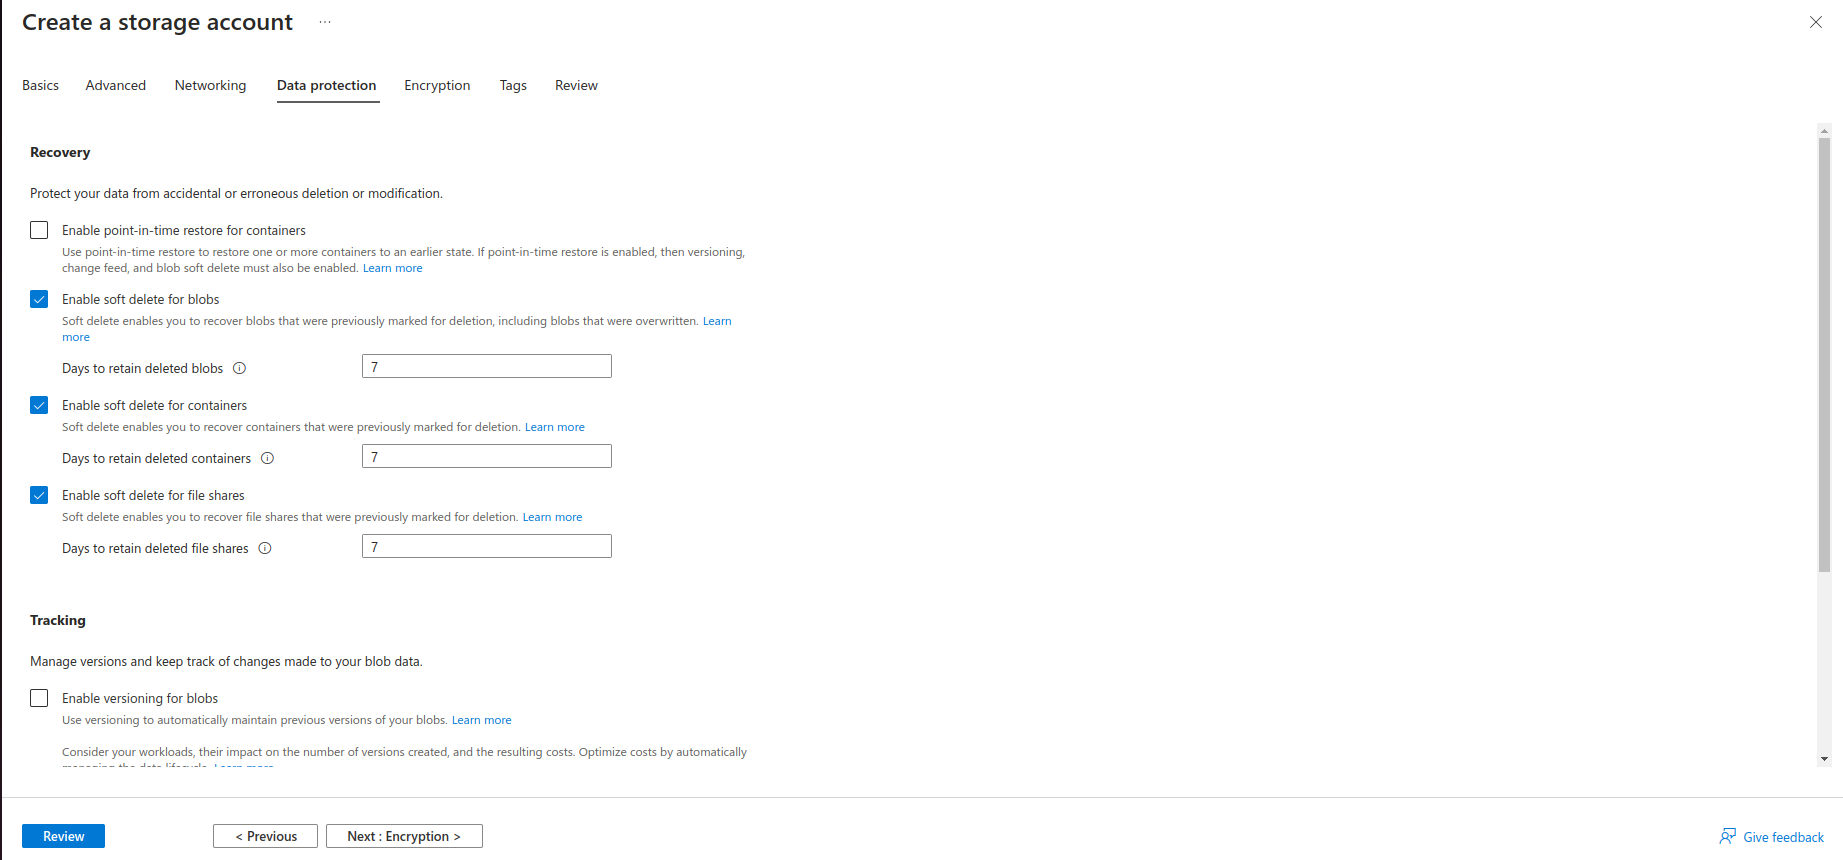 Create a storage account ...
Basics Advanced Networking Data protection Encryption Tags Review
Recovery
Protect your data from accidental or erroneous deletion or modification.
Enable point-in-time restore for containers
Use point-in-time restore to restore one or more containers to an earlier state. If point-in-time restore is enabled, then versioning,
change feed, and blob soft delete must also be enabled. Learn more
Enable soft delete for blobs
Soft delete enables you to recover blobs that were previously marked for deletion, including blobs that were overwritten. Learn
more
Days to retain deleted blobs 7
Enable soft delete for containers
Soft delete enables you to recover containers that were previously marked for deletion. Learn more
Days to retain deleted containers 7
Enable soft delete for file shares
Soft delete enables you to recover file shares that were previously marked for deletion. Learn more
Days to retain deleted file shares 7
Tracking
Manage versions and keep track of changes made to your blob data.
Enable versioning for blobs
Use versioning to automatically maintain previous versions of your blobs. Learn more
Consider your workloads, their impact on the number of versions created, and the resulting costs. Optimize costs by automatically
managing the data lifecycle. Learn more
Review < Previous Next : Encryption > Give feedback